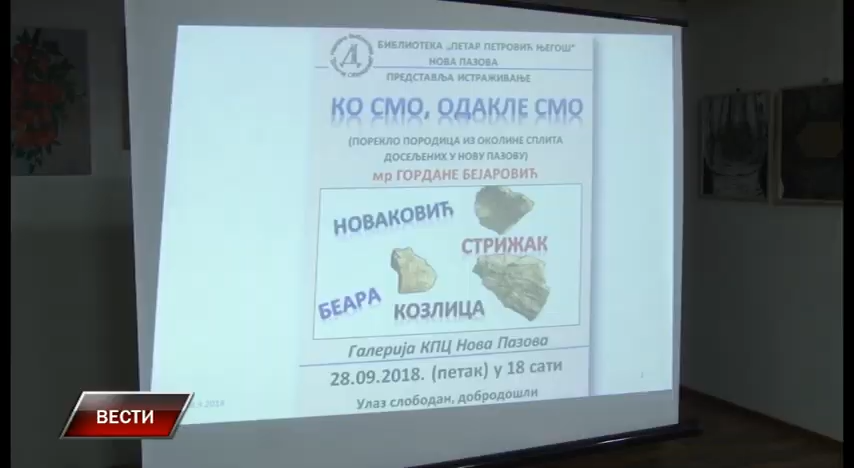 БИБЛИОТЕКА „ПЕТАР ПЕТРОВИЋ ЊЕГОШ"
НОВА ПАЗОВА
ПРЕДСТАВЉА ИСТРАЖИВАЊЕ
КО СМО, ОДАКЛЕ СМО
(ПОРЕКЛО ПОРОДИЦА ИЗ ОКОЛИНЕ СПЛИТА
ДОСЕЉЕНИХ У НОВУ ПАЗОВУ)
мр ГОРДАНЕ БЕЈАРОВИЋ
НОВАКОВИЋ
СТРИЖАК
БЕАРА
КОЗЛИЦА
Галерија КПЦ Нова Пазова
28.09.2018. (петак) у 18 сати
Улаз слободан, добродошли
ВЕСТИ